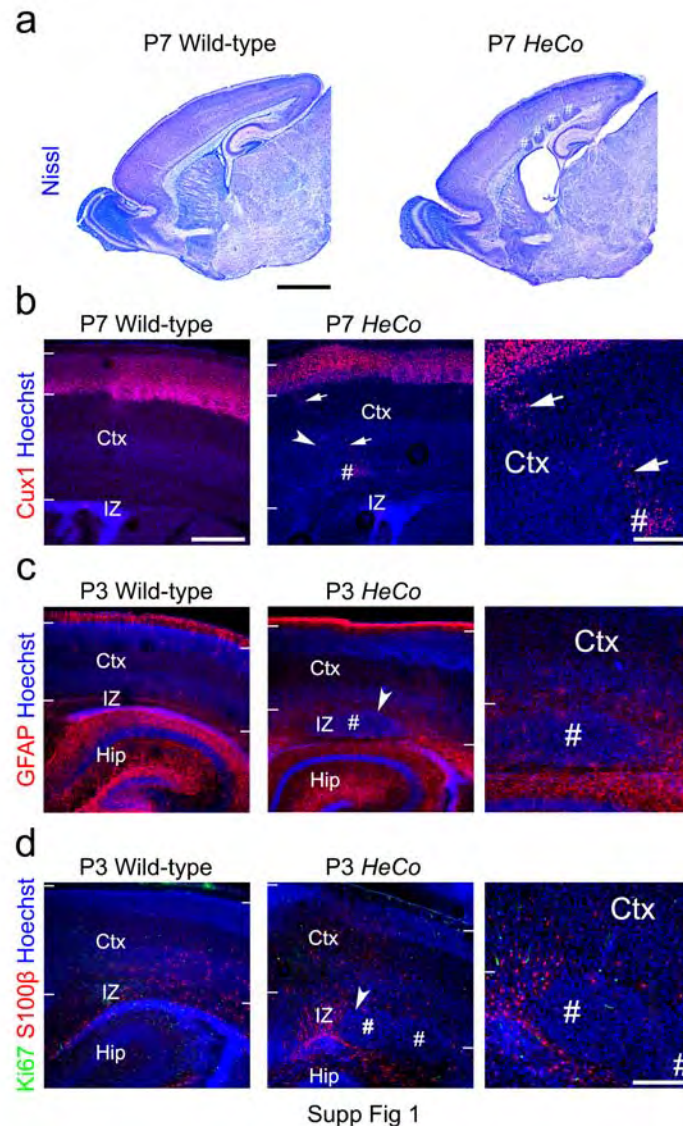 a
P7 Wild-type P7 HeCo
Nissl
# # # #
b
P7 Wild-type P7 HeCo
Cux1 Hoechst
Ctx Ctx Ctx
IZ # IZ #
c
P3 Wild-type P3 HeCo
GFAP Hoechst
Ctx Ctx Ctx
IZ IZ # #
Hip Hip
d
P3 Wild-type P3 HeCo
Ki67 S100β Hoechst
Ctx Ctx Ctx
IZ IZ # # # #
Hip Hip
Supp Fig 1